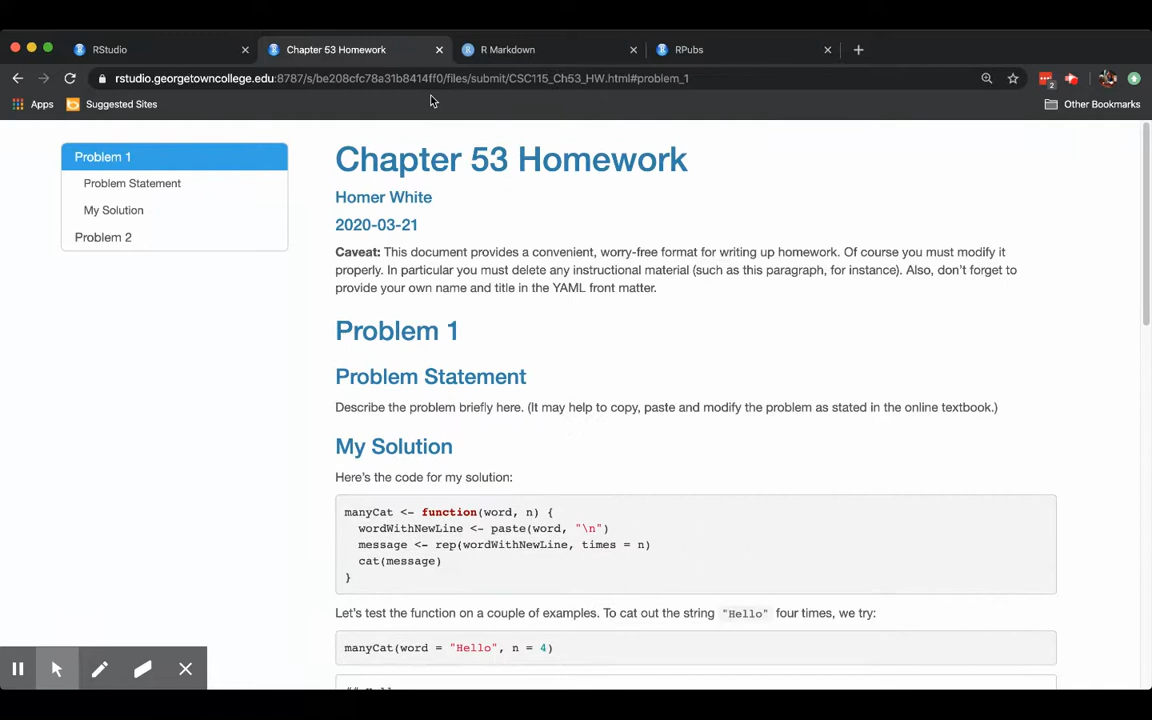 RStudio
Chapter 53 Homework
R Markdown
RPubs
rstudio.georgetowncollege.edu:8787/s/be208cfc78a31b8414ff0/files/submit/CSC115_Ch53_HW.html#problem_1
2
Apps
Suggested Sites
Other Bookmarks
Problem 1
Problem Statement
My Solution
Problem 2
Chapter 53 Homework
Homer White
2020-03-21
Caveat: This document provides a convenient, worry-free format for writing up homework. Of course you must modify it
properly. In particular you must delete any instructional material (such as this paragraph, for instance). Also, don't forget to
provide your own name and title in the YAML front matter.
Problem 1
Problem Statement
Describe the problem briefly here. (It may help to copy, paste and modify the problem as stated in the online textbook.)
My Solution
Here's the code for my solution:
manyCat <- function(word, n) {
  wordWithNewLine <- paste(word, "\n")
  message <- rep(wordWithNewLine, times = n)
  cat(message)
}
Let's test the function on a couple of examples. To cat out the string "Hello" four times, we try:
manyCat(word = "Hello", n = 4)